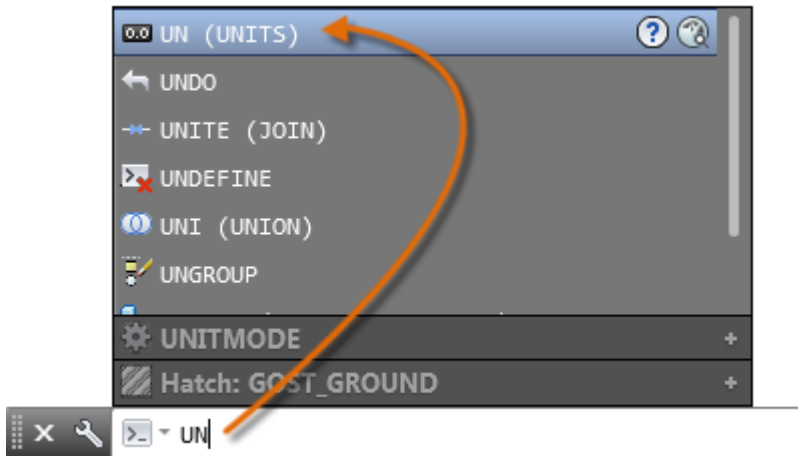 0.0 UN (UNITS) ?
UNDO
UNITE (JOIN)
UNDEFINE
UNI (UNION)
UNGROUP
UNITMODE +
Hatch: GOST_GROUND +
UN